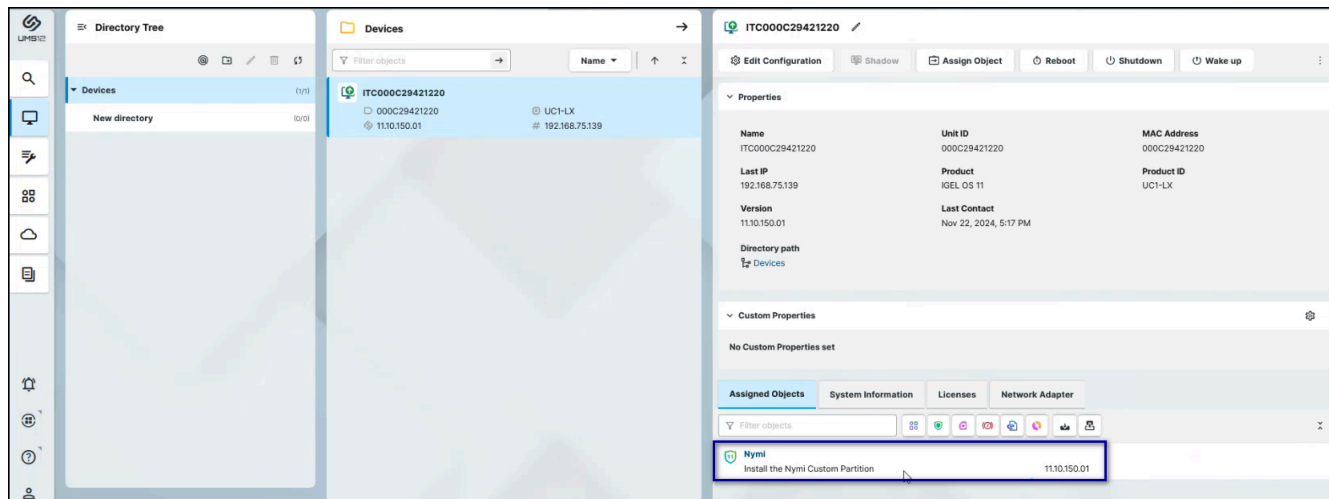 UMS12
Directory Tree
Devices
(1/1)
New directory
(0/0)
Devices
Filter objects
Name
ITC000C29421220
000C29421220
UC1-LX
11.10.150.01
# 192.168.75.139
ITC000C29421220
Edit Configuration
Shadow
Assign Object
Reboot
Shutdown
Wake up
Properties
Name
Unit ID
MAC Address
ITC000C29421220
000C29421220
000C29421220
Last IP
Product
Product ID
192.168.75.139
IGEL OS 11
UC1-LX
Version
Last Contact
11.10.150.01
Nov 22, 2024, 5:17 PM
Directory path
Devices
Custom Properties
No Custom Properties set
Assigned Objects
System Information
Licenses
Network Adapter
Filter objects
11
Nymi
Install the Nymi Custom Partition
11.10.150.01